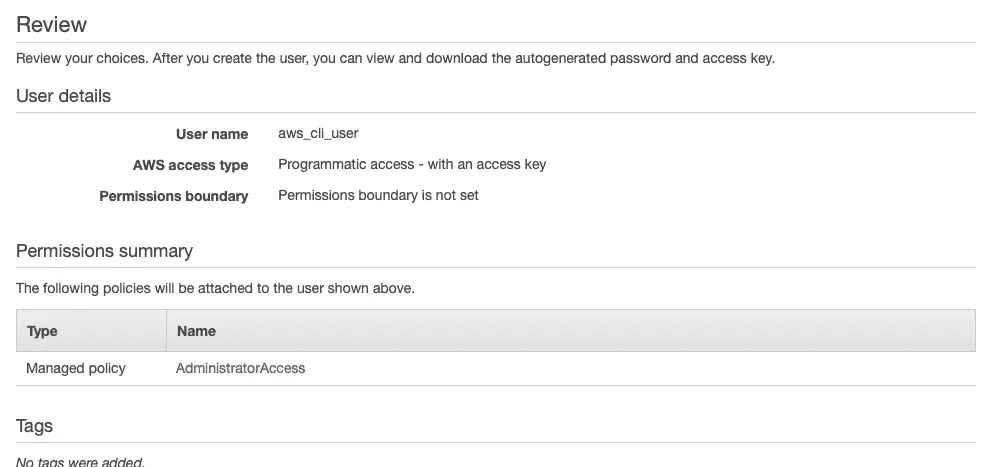 Review
Review your choices. After you create the user, you can view and download the autogenerated password and access key.
User details
User name aws_cli_user
AWS access type Programmatic access - with an access key
Permissions boundary Permissions boundary is not set
Permissions summary
The following policies will be attached to the user shown above.
Type Name
Managed policy AdministratorAccess
Tags
No tags were added.